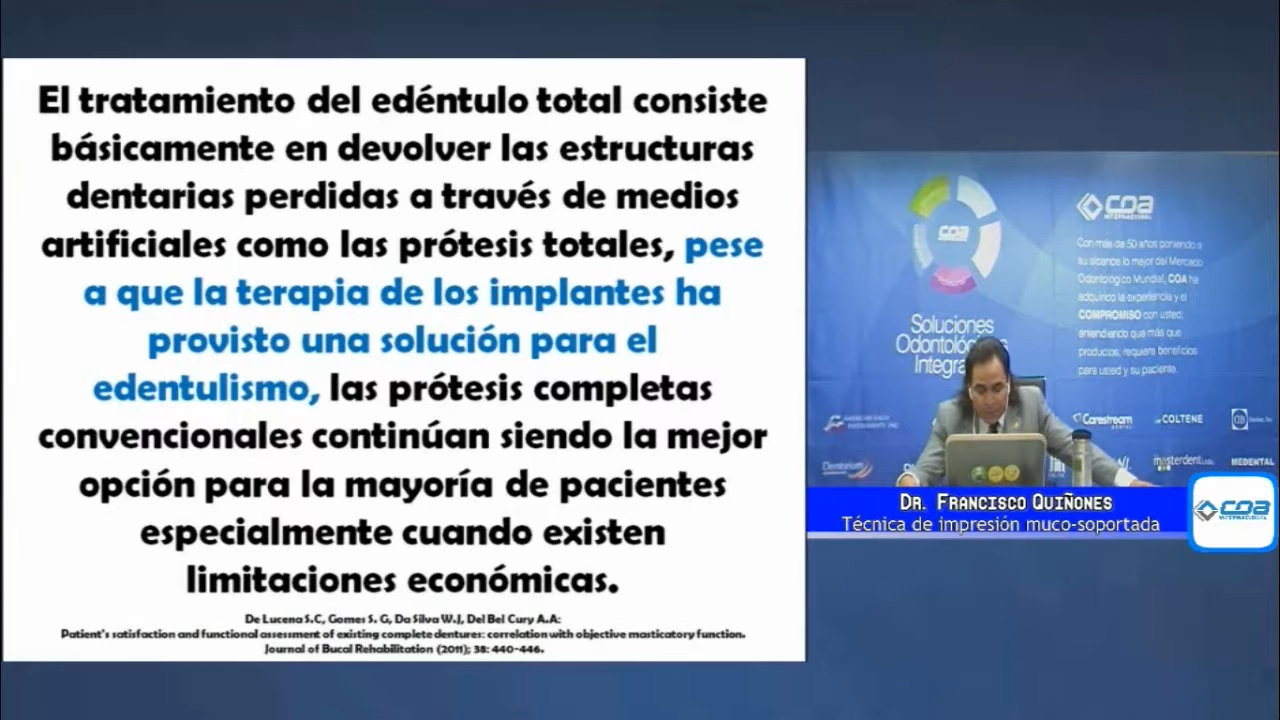 El tratamiento del edéntulo total consiste
básicamente en devolver las estructuras
dentarias perdidas a través de medios
artificiales como las prótesis totales, pese
a que la terapia de los implantes ha
provisto una solución para el
edentulismo, las prótesis completas
convencionales continúan siendo la mejor
opción para la mayoría de pacientes
especialmente cuando existen
limitaciones económicas.
De Lucena S.C, Gomes S. G, Da Silva W.J, Del Bel Cury A.A:
Patient's satisfaction and functional assessment of existing complete dentures: correlation with objective masticatory function.
Journal of Bucal Rehabilitation (2011); 38: 440-446.
COA
Soluciones
Odontológicas
Integra
COA
INTERNACIONAL
Con más de 50 años poniendo a
su alcance lo mejor del Mercado
Odontológico Mundial, COA ha
adquirido la experiencia y el
COMPROMISO con usted;
entendiendo que más que
productos, requiere beneficios
para usted y su paciente.
Carestream
DENTAL
COLTENE
masterdent
MEDENTAL
Dr. Francisco Quiñones
Técnica de impresión muco-soportada
COA
INTERNACIONAL